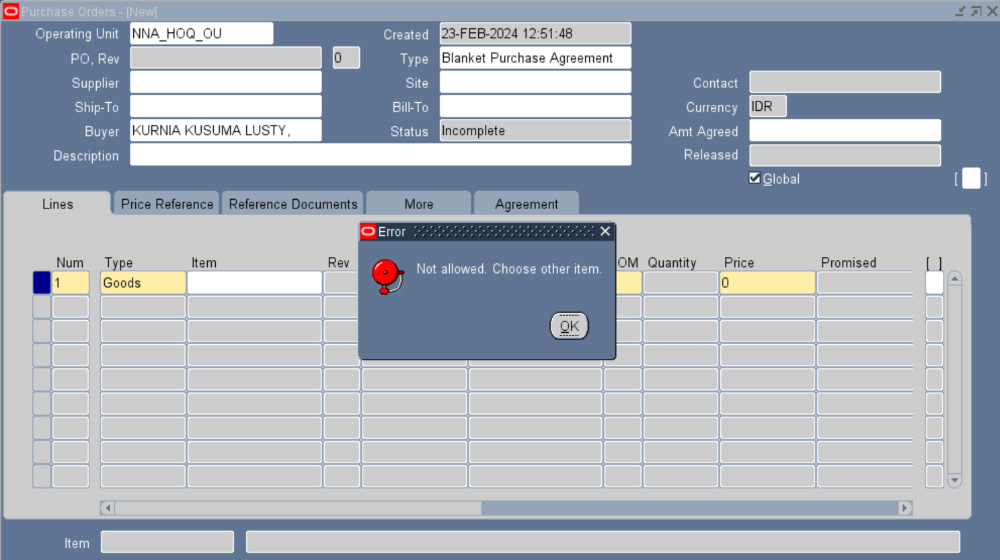 Purchase Orders - [New]
Operating Unit NNA_HOQ_OU Created 23-FEB-2024 12:51:48
PO, Rev 0 Type Blanket Purchase Agreement
Supplier Site Contact
Ship-To Bill-To Currency IDR
Buyer KURNIA KUSUMA LUSTY, Status Incomplete Amt Agreed
Description Released
Global [ ]
Lines Price Reference Reference Documents More Agreement
Error
Not allowed. Choose other item.
OK
Num Type Item Rev OM Quantity Price Promised [ ]
1 Goods 0
Item